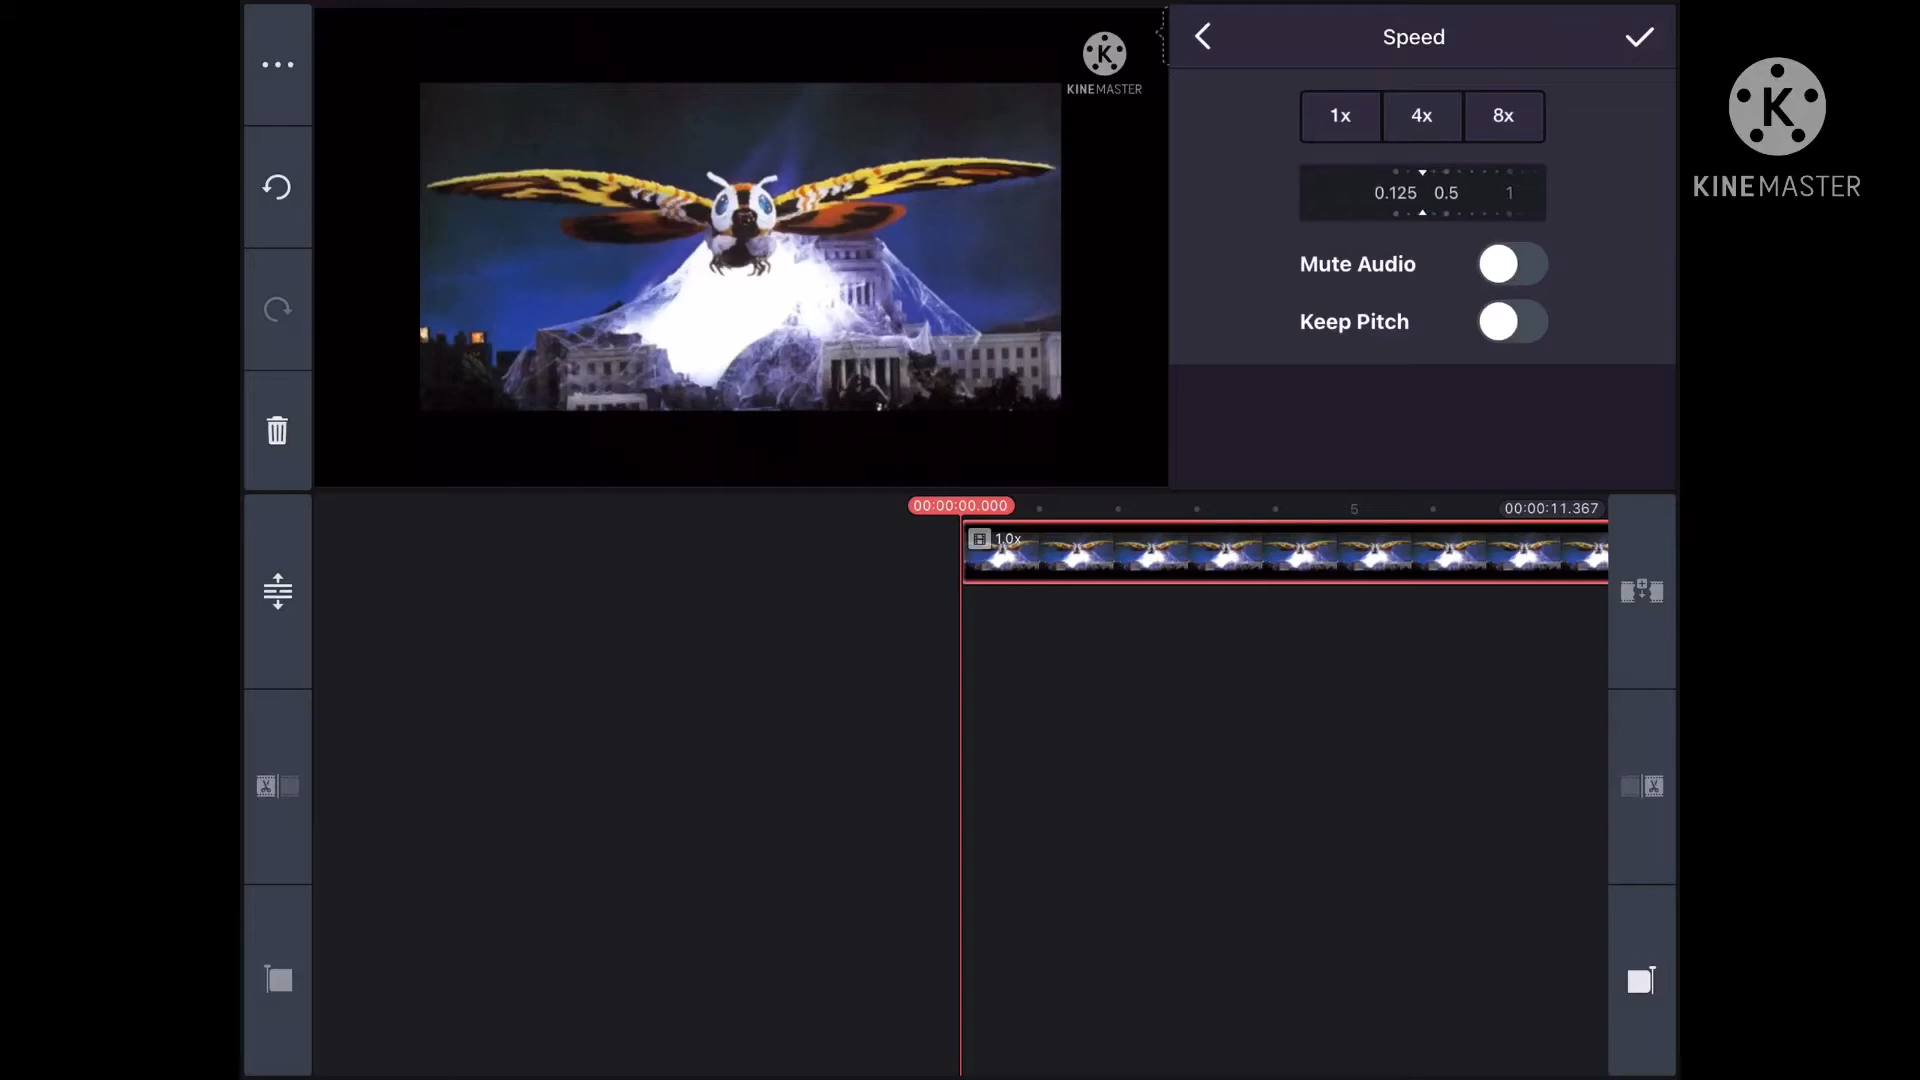 KINEMASTER
Speed
1x 4x 8x
0.125 0.5 1
Mute Audio
Keep Pitch
KINEMASTER
00:00:00.000
5
00:00:11.367
1.0x